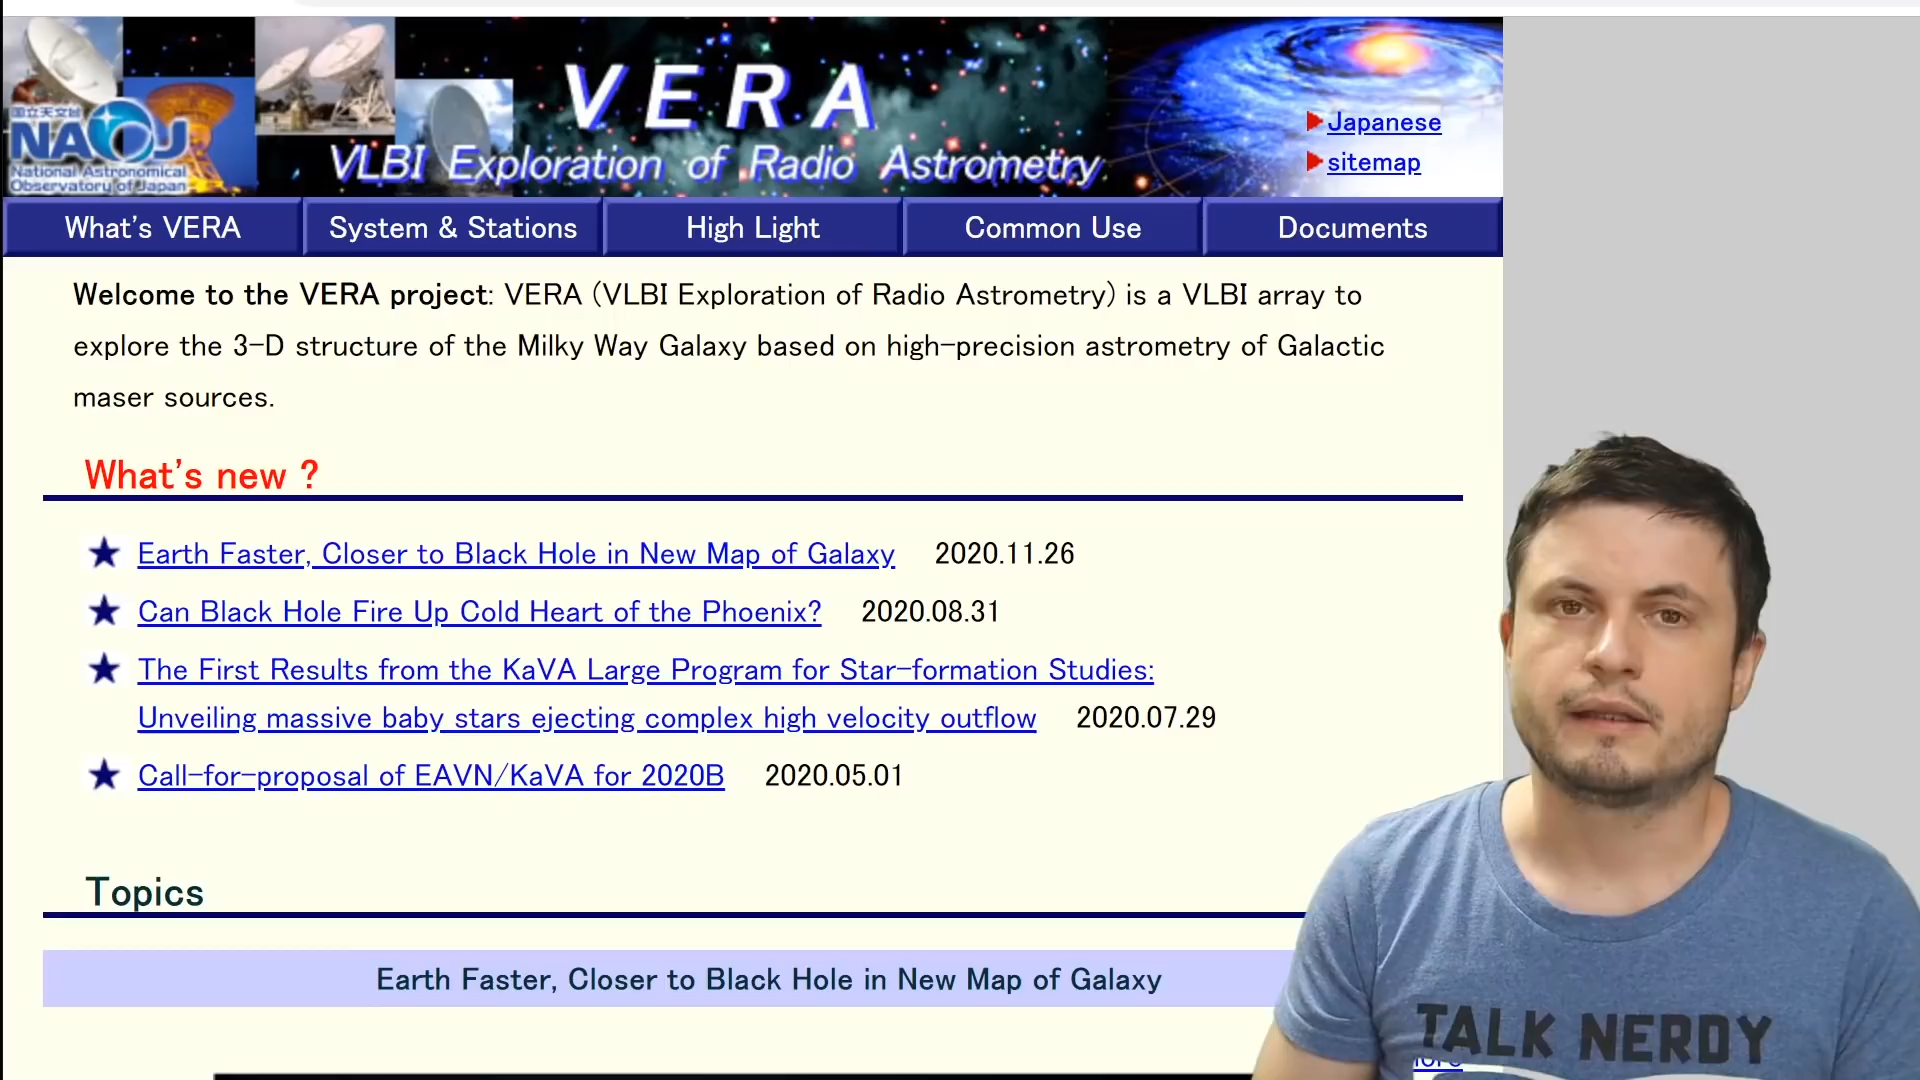 国立天文台
NAOJ
National Astronomical
Observatory of Japan
VERA
VLBI Exploration of Radio Astrometry
Japanese
sitemap
What's VERA
System & Stations
High Light
Common Use
Documents
Welcome to the VERA project: VERA (VLBI Exploration of Radio Astrometry) is a VLBI array to
explore the 3-D structure of the Milky Way Galaxy based on high-precision astrometry of Galactic
maser sources.
What's new ?
Earth Faster, Closer to Black Hole in New Map of Galaxy 2020.11.26
Can Black Hole Fire Up Cold Heart of the Phoenix? 2020.08.31
The First Results from the KaVA Large Program for Star-formation Studies:
Unveiling massive baby stars ejecting complex high velocity outflow 2020.07.29
Call-for-proposal of EAVN/KaVA for 2020B 2020.05.01
Topics
Earth Faster, Closer to Black Hole in New Map of Galaxy
TALK NERDY